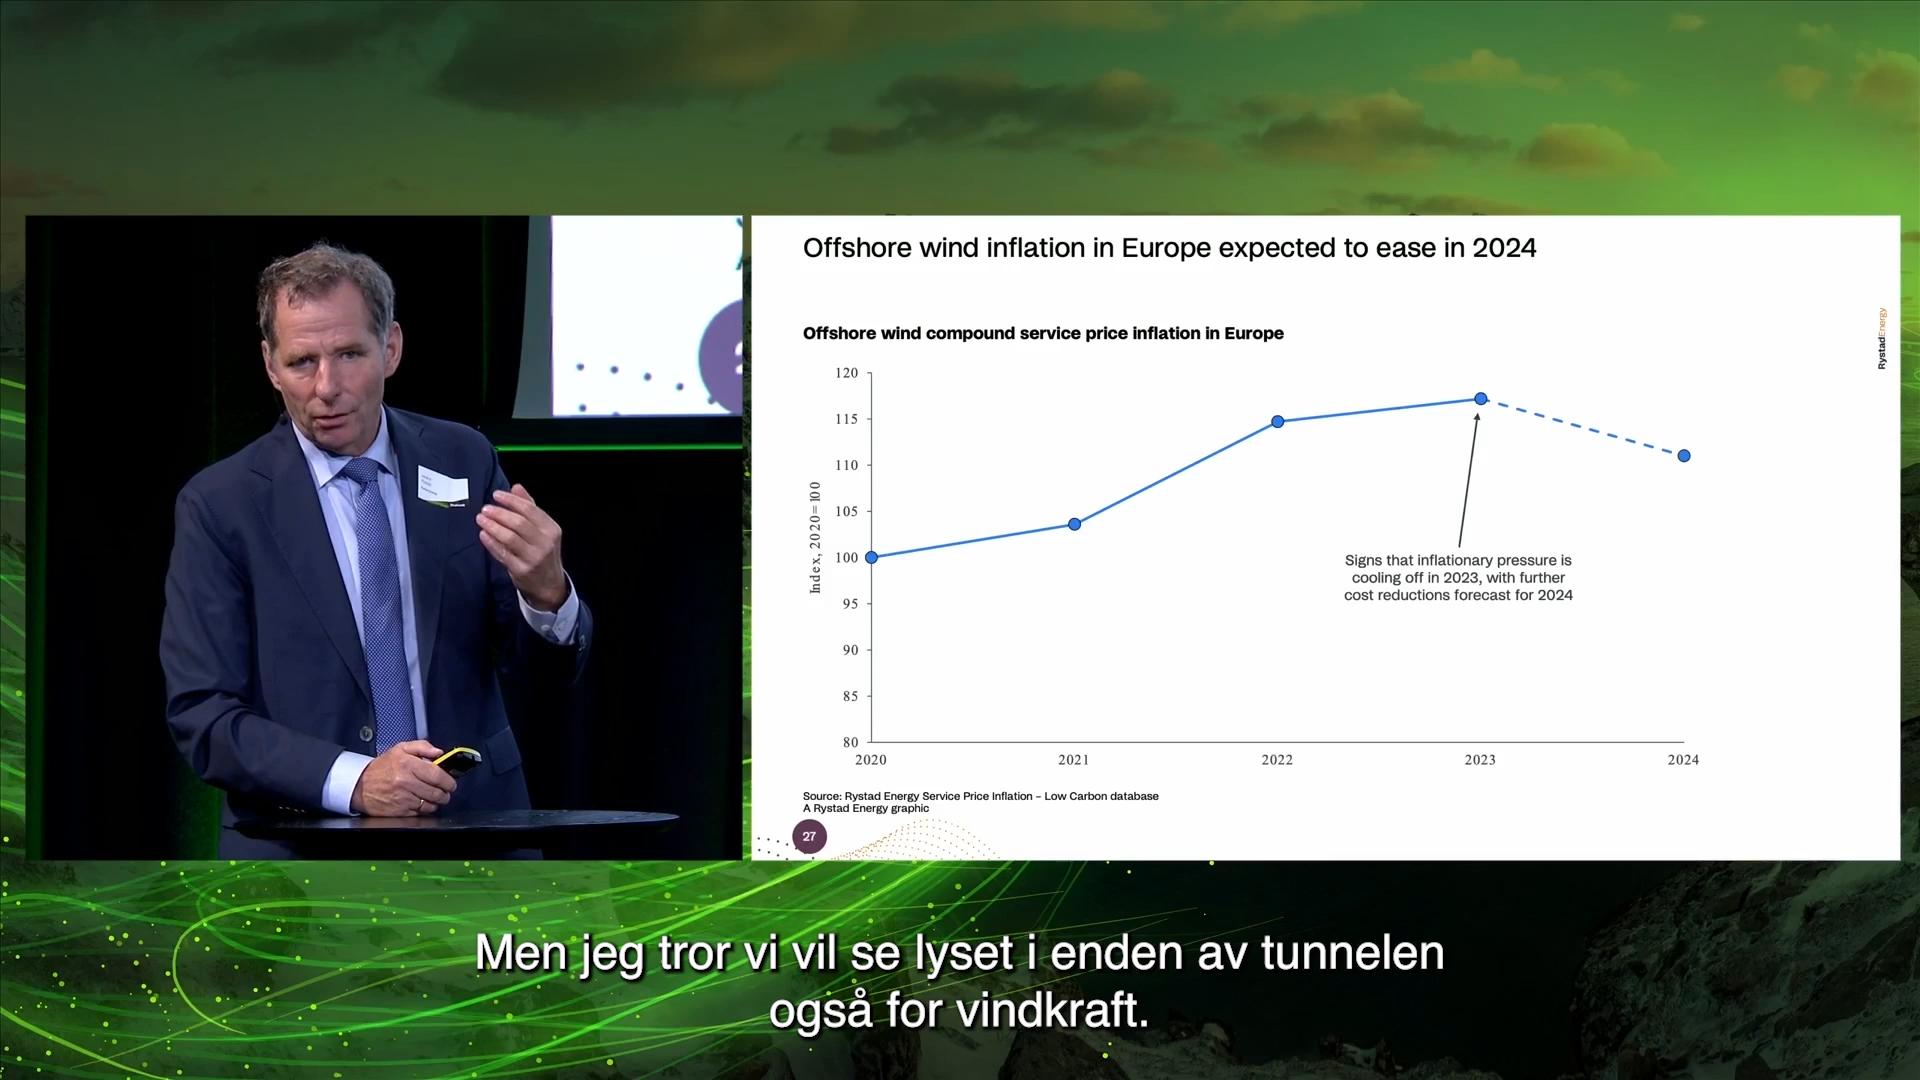 Offshore wind inflation in Europe expected to ease in 2024
Offshore wind compound service price inflation in Europe
RystadEnergy
Index, 2020=100
120
115
110
105
100
95
90
85
80
2020
2021
2022
2023
2024
Signs that inflationary pressure is
cooling off in 2023, with further
cost reductions forecast for 2024
Source: Rystad Energy Service Price Inflation – Low Carbon database
A Rystad Energy graphic
27
Men jeg tror vi vil se lyset i enden av tunnelen
også for vindkraft.